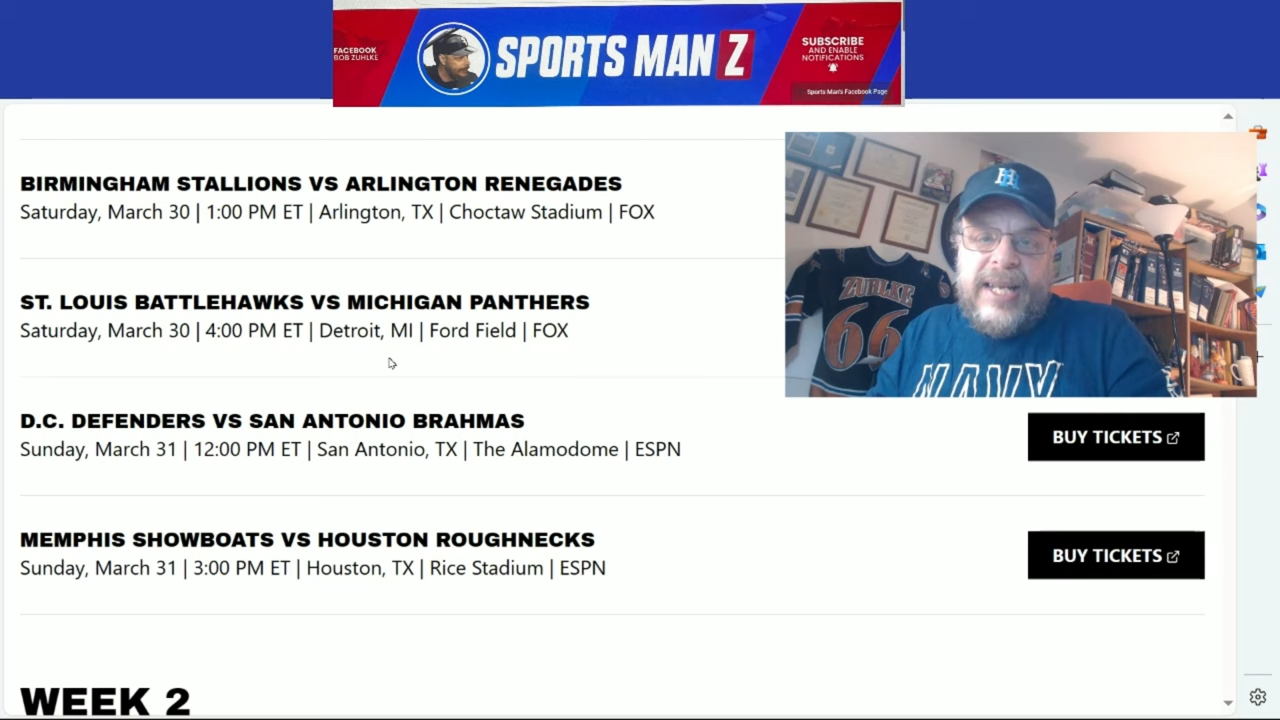 FACEBOOK
BOB ZUHLKE
SPORTS MAN Z
SUBSCRIBE
AND ENABLE
NOTIFICATIONS
Sports Man's Facebook Page
BIRMINGHAM STALLIONS VS ARLINGTON RENEGADES
Saturday, March 30 | 1:00 PM ET | Arlington, TX | Choctaw Stadium | FOX
ST. LOUIS BATTLEHAWKS VS MICHIGAN PANTHERS
Saturday, March 30 | 4:00 PM ET | Detroit, MI | Ford Field | FOX
ZUHLKE
66
NAVY
D.C. DEFENDERS VS SAN ANTONIO BRAHMAS
Sunday, March 31 | 12:00 PM ET | San Antonio, TX | The Alamodome | ESPN
BUY TICKETS
MEMPHIS SHOWBOATS VS HOUSTON ROUGHNECKS
Sunday, March 31 | 3:00 PM ET | Houston, TX | Rice Stadium | ESPN
BUY TICKETS
WEEK 2